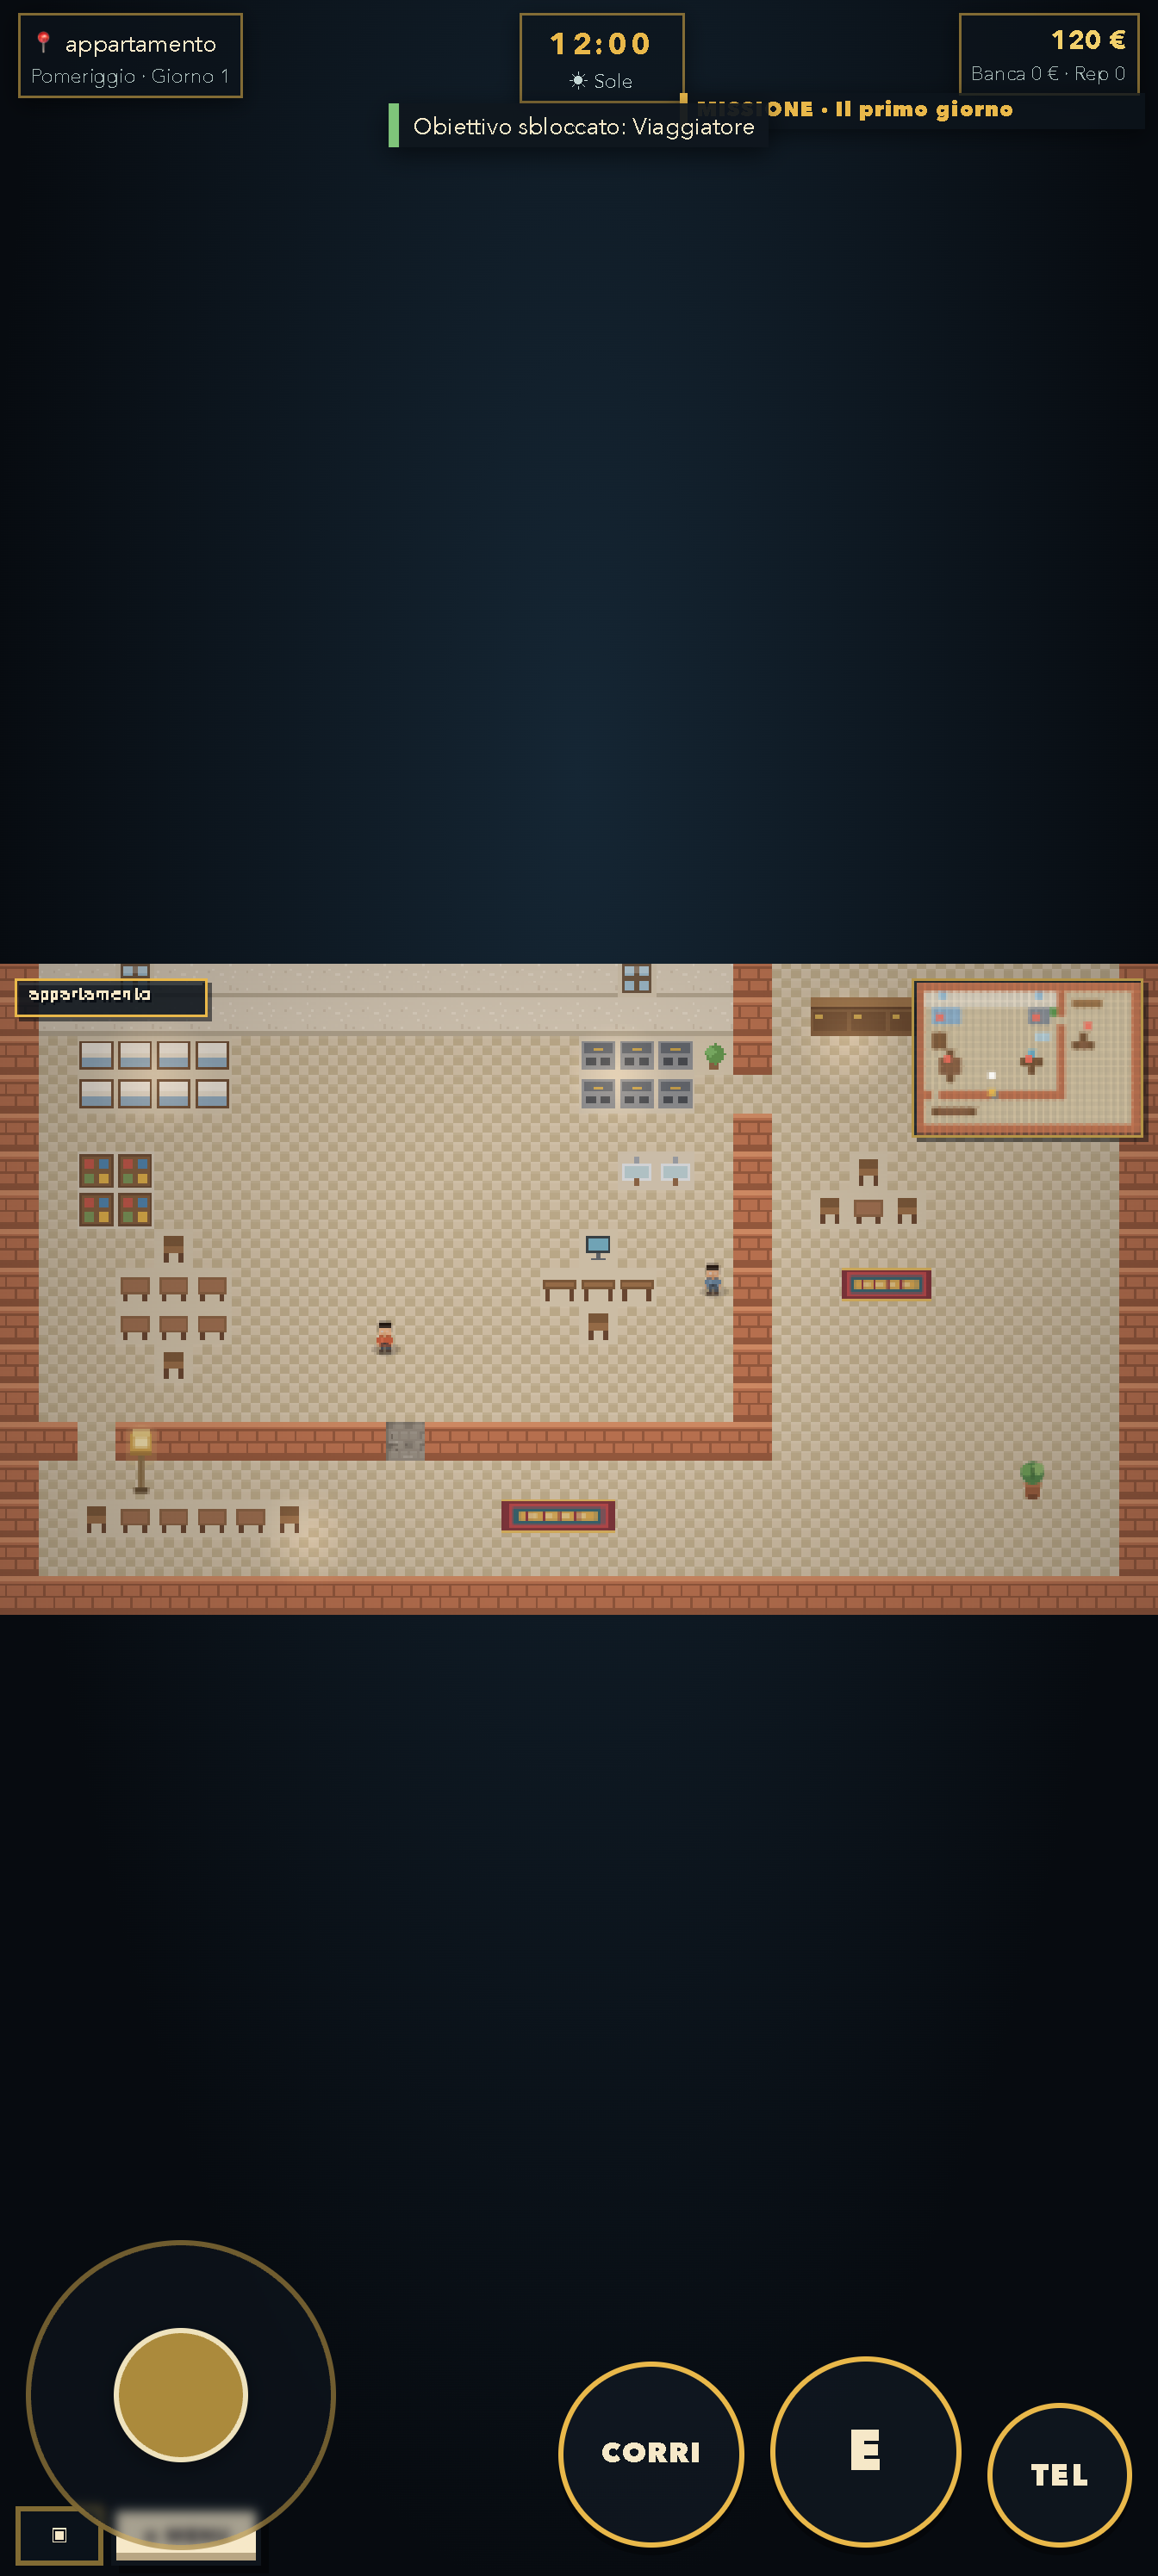 appartamento
Pomeriggio · Giorno 1
12:00
☀ Sole
120 €
Banca 0 € · Rep 0
MISSIONE · Il primo giorno
Obiettivo sbloccato: Viaggiatore
appartamento
CORRI
E
TEL